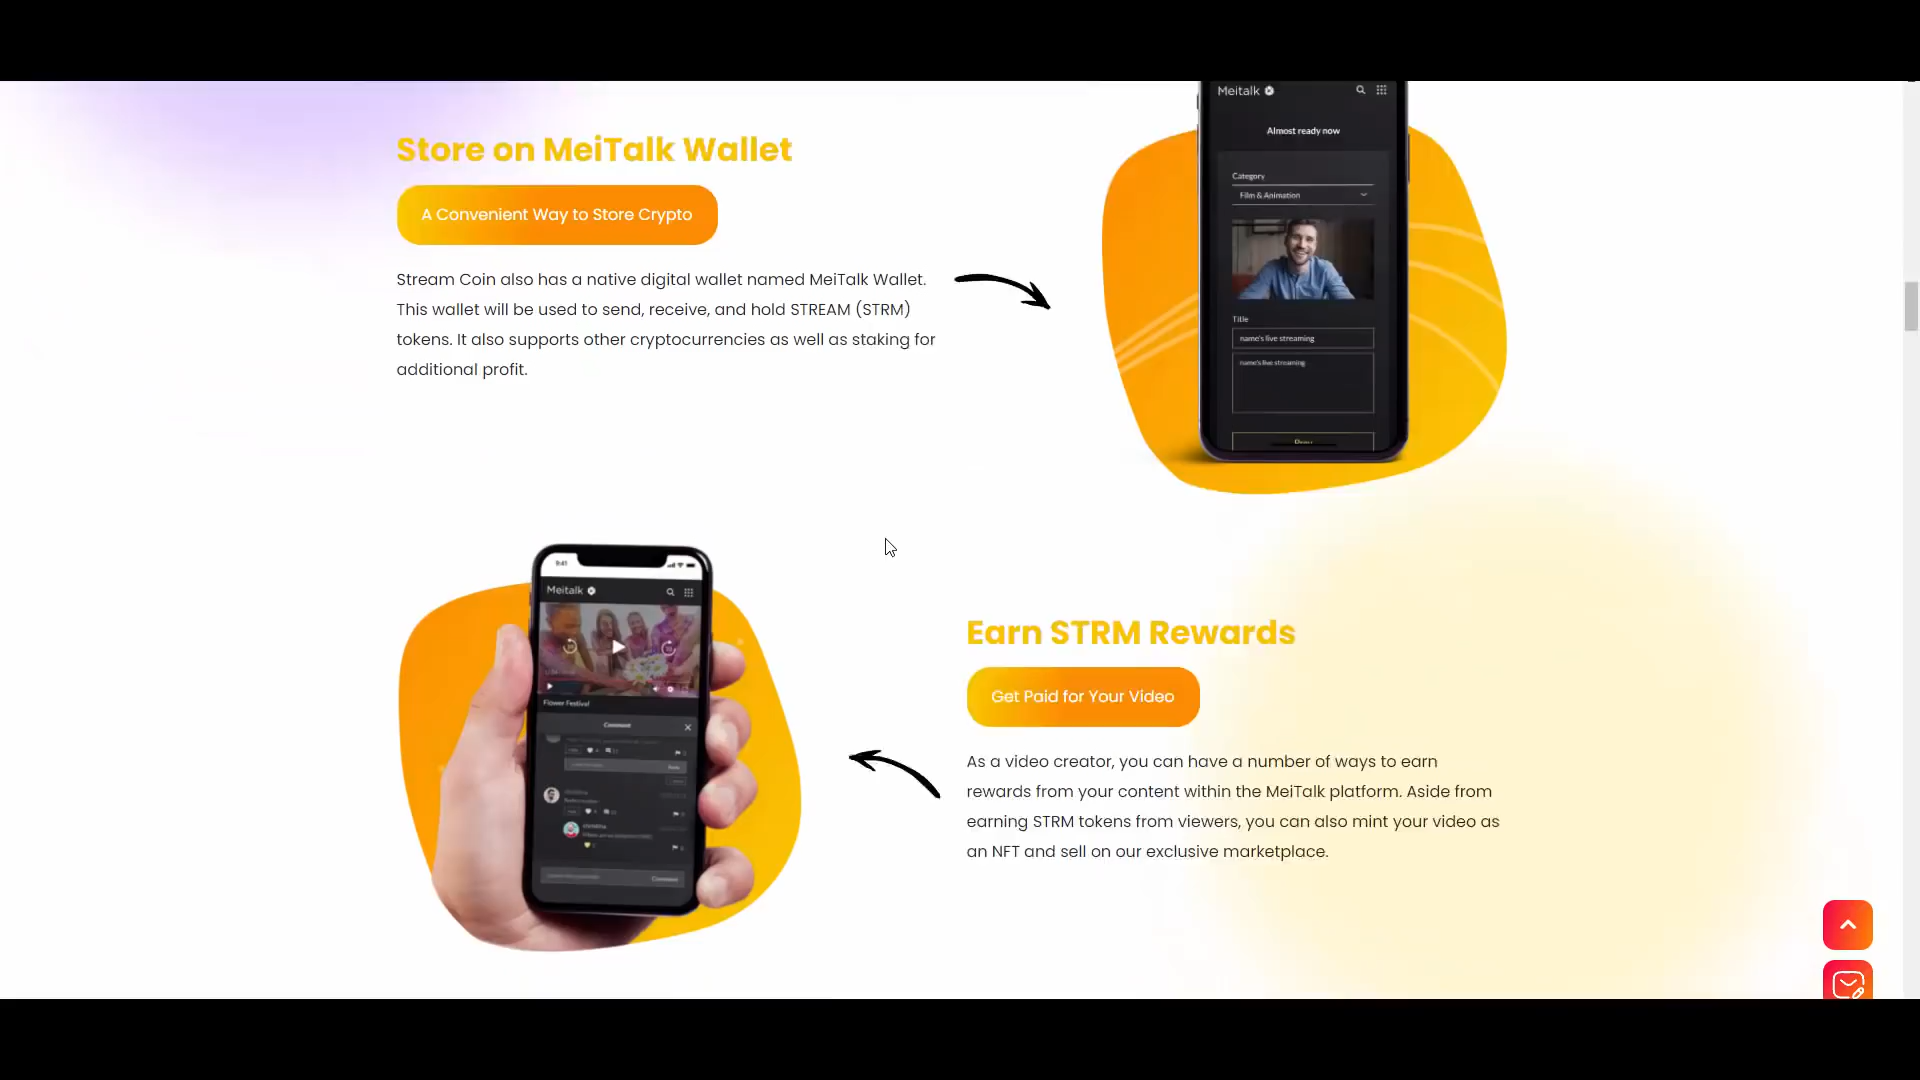 Meitalk
Almost ready now
Category
Film & Animation
Title
name's live streaming
name's live streaming
Store on MeiTalk Wallet
A Convenient Way to Store Crypto
Stream Coin also has a native digital wallet named MeiTalk Wallet.
This wallet will be used to send, receive, and hold STREAM (STRM)
tokens. It also supports other cryptocurrencies as well as staking for
additional profit.
9:41
Meitalk
Flower Festival
Comment
Comment
Earn STRM Rewards
Get Paid for Your Video
As a video creator, you can have a number of ways to earn
rewards from your content within the MeiTalk platform. Aside from
earning STRM tokens from viewers, you can also mint your video as
an NFT and sell on our exclusive marketplace.